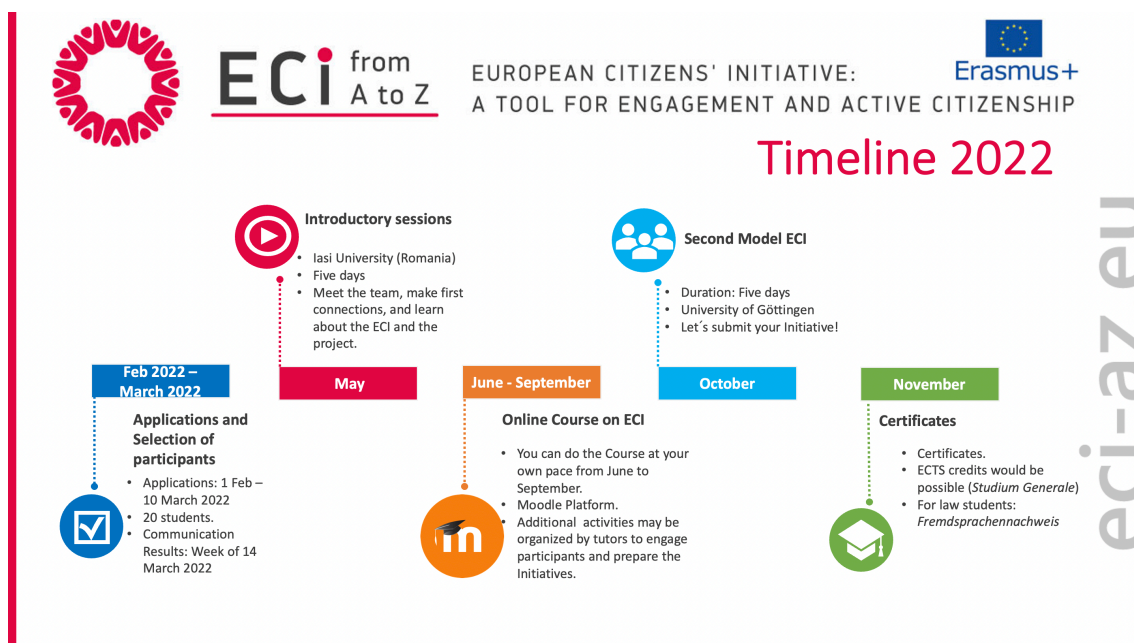 ECi from
A to Z
EUROPEAN CITIZENS' INITIATIVE:
A TOOL FOR ENGAGEMENT AND ACTIVE CITIZENSHIP
Erasmus+
Timeline 2022
Feb 2022 –
March 2022
Applications and
Selection of
participants
• Applications: 1 Feb –
10 March 2022
• 20 students.
• Communication
Results: Week of 14
March 2022
Introductory sessions
• Iasi University (Romania)
• Five days
• Meet the team, make first
connections, and learn
about the ECI and the
project.
May
June - September
Online Course on ECI
• You can do the Course at your
own pace from June to
September.
• Moodle Platform.
• Additional activities may be
organized by tutors to engage
participants and prepare the
Initiatives.
m
Second Model ECI
• Duration: Five days
• University of Göttingen
• Let´s submit your Initiative!
October
November
Certificates
• Certificates.
• ECTS credits would be
possible (Studium Generale)
• For law students:
Fremdsprachennachweis
eci-az eu